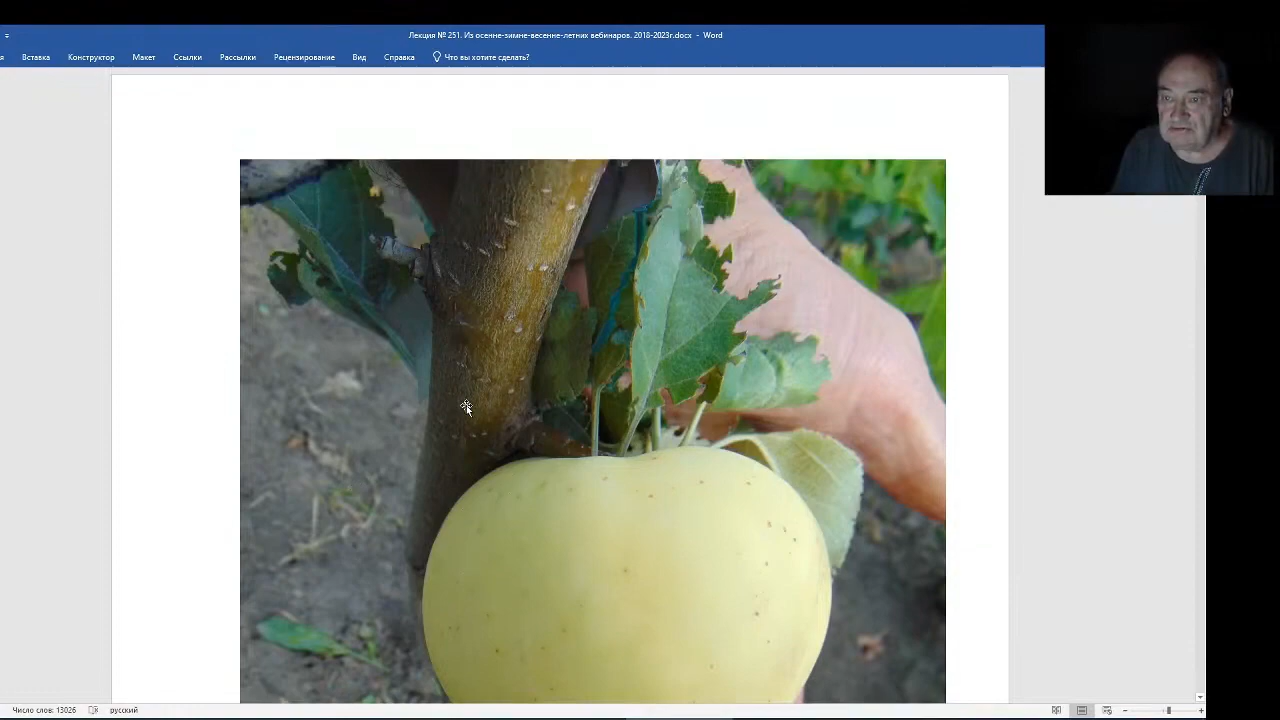 Лекция № 251. Из осенне-зимне-весенне-летних вебинаров. 2018-2023г.docx - Word
я Вставка Конструктор Макет Ссылки Рассылки Рецензирование Вид Справка Что вы хотите сделать?
Число слов: 13026 русский